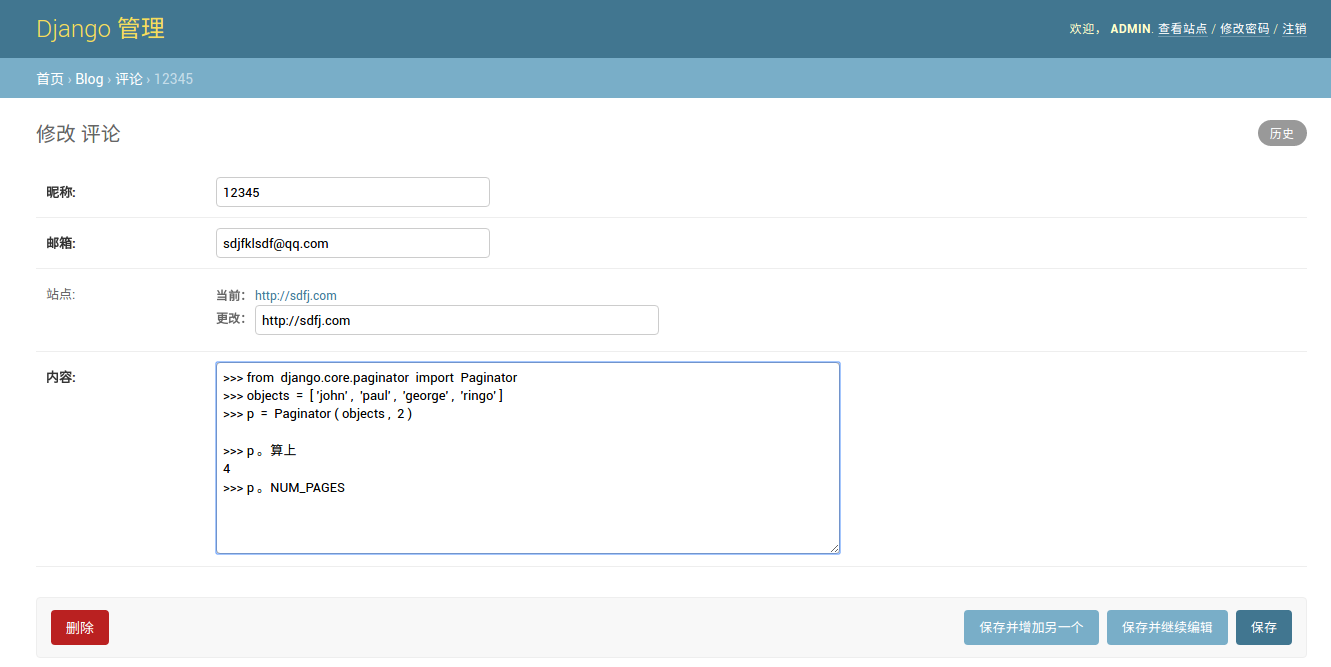 Django 管理
欢迎， ADMIN. 查看站点 / 修改密码 / 注销
首页 › Blog › 评论 › 12345
修改 评论
历史
昵称:
12345
邮箱:
sdjfklsdf@qq.com
站点:
当前: http://sdfj.com
更改: http://sdfj.com
内容:
>>> from django.core.paginator import Paginator
>>> objects = [ 'john' , 'paul' , 'george' , 'ringo' ]
>>> p = Paginator ( objects , 2 )
>>> p 。算上
4
>>> p 。NUM_PAGES
删除
保存并增加另一个
保存并继续编辑
保存